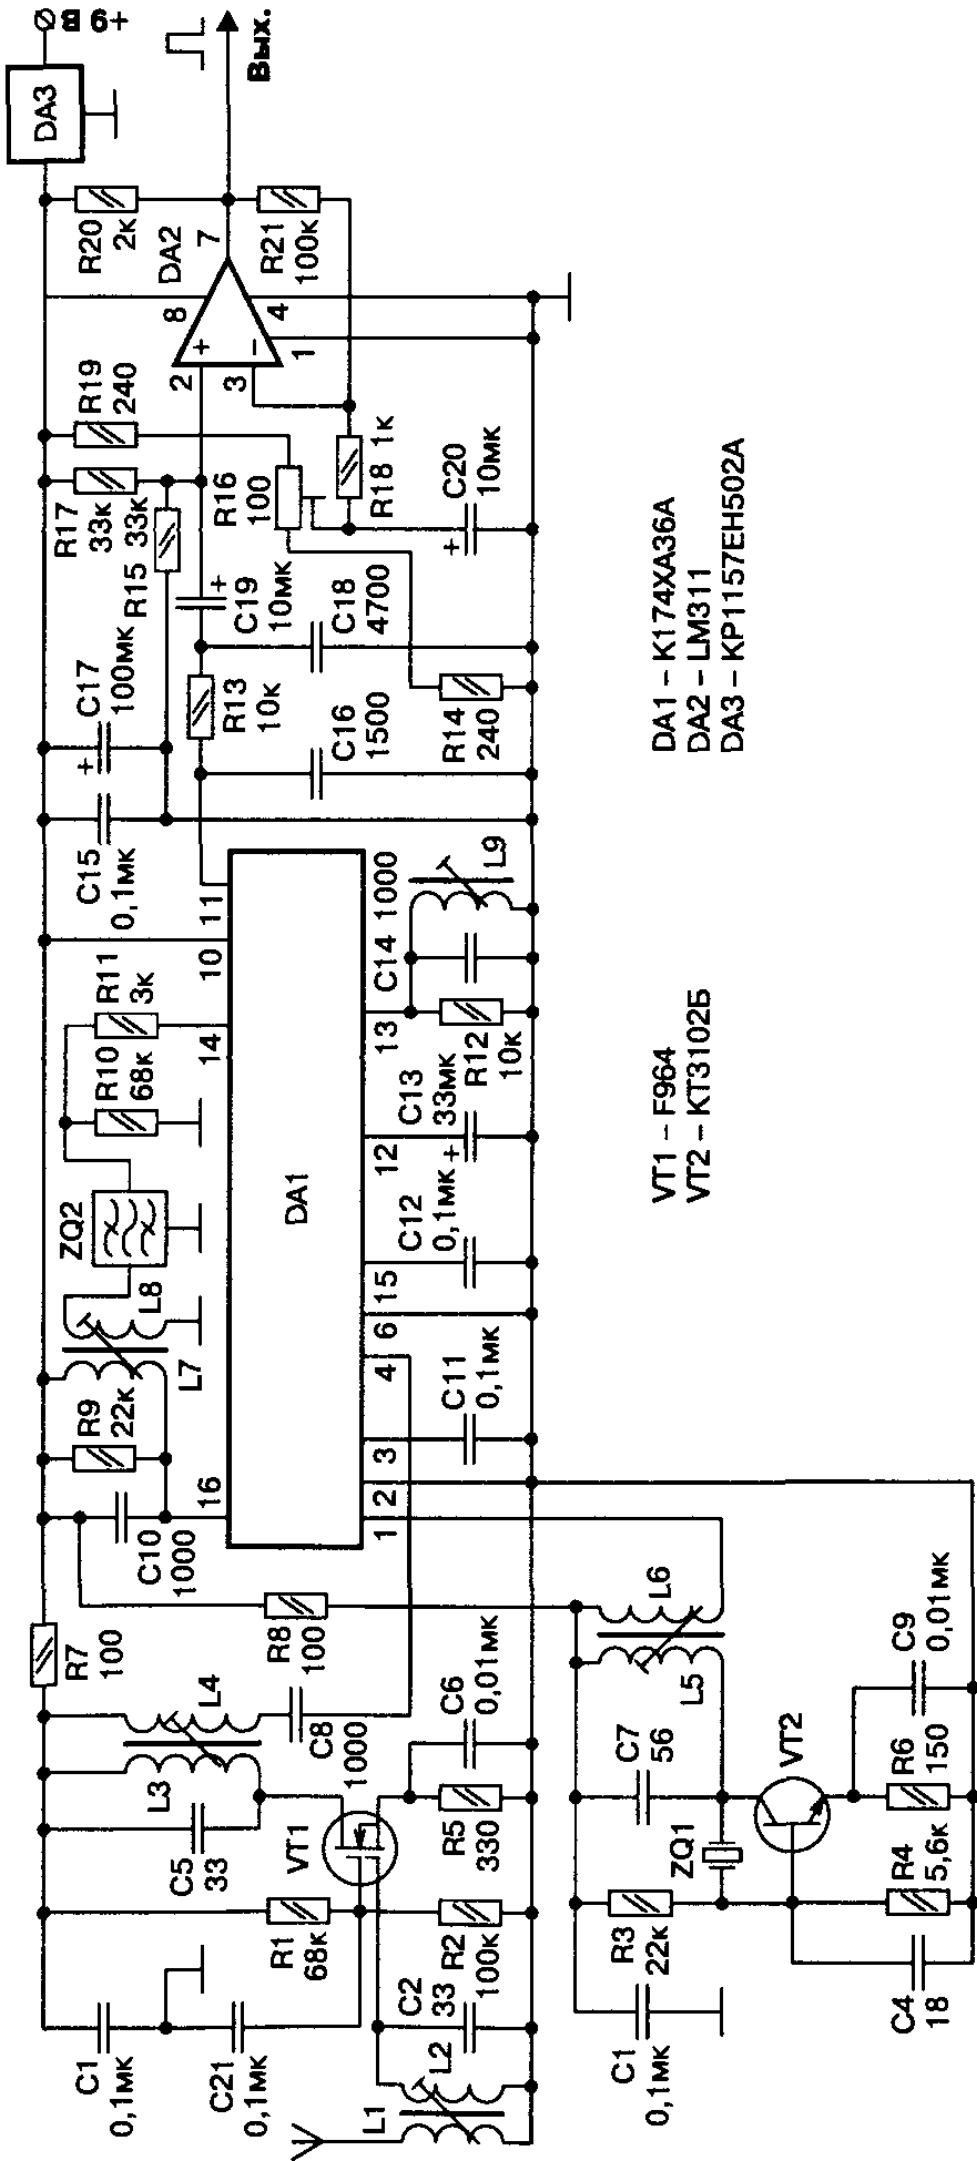 C1
0,1мк
C21
0,1мк
L1
L2
C2
33
R1
68к
R2
100к
C5
33
VT1
R5
330
C6
0,01мк
L3
L4
C8
1000
R7
100
R8
100
C10
1000
R9
22к
L7
L8
ZQ2
R10
68к
R11
3к
16
14
10
11
DA1
1
2
3
4
6
15
12
13
C11
0,1мк
C12
0,1мк
+
C13
33мк
R12
10к
C14
1000
L9
C15
0,1мк
+
C17
100мк
R13
10к
C16
1500
C18
4700
C19
10мк
+
R14
240
R15
33к
R17
33к
R16
100
R19
240
R18
1к
+
C20
10мк
2
3
+
−
8
1
4
7
DA2
R20
2к
R21
100к
DA3
+9 В
Вых.
C1
0,1мк
R3
22к
C4
18
R4
5,6к
ZQ1
C7
56
VT2
R6
150
C9
0,01мк
L5
L6
VT1 – F964
VT2 – КТ3102Б
DA1 – К174ХА36А
DA2 – LM311
DA3 – КР1157ЕН502А